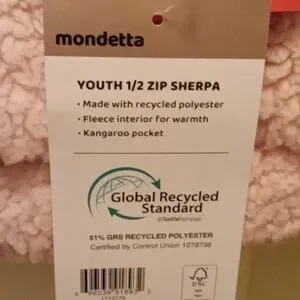 mondetta
YOUTH 1/2 ZIP SHERPA
• Made with recycled polyester
• Fleece interior for warmth
• Kangaroo pocket
Global Recycled
Standard
©TextileExchange
51% GRS RECYCLED POLYESTER
Certified by Control Union 1079736
FSC